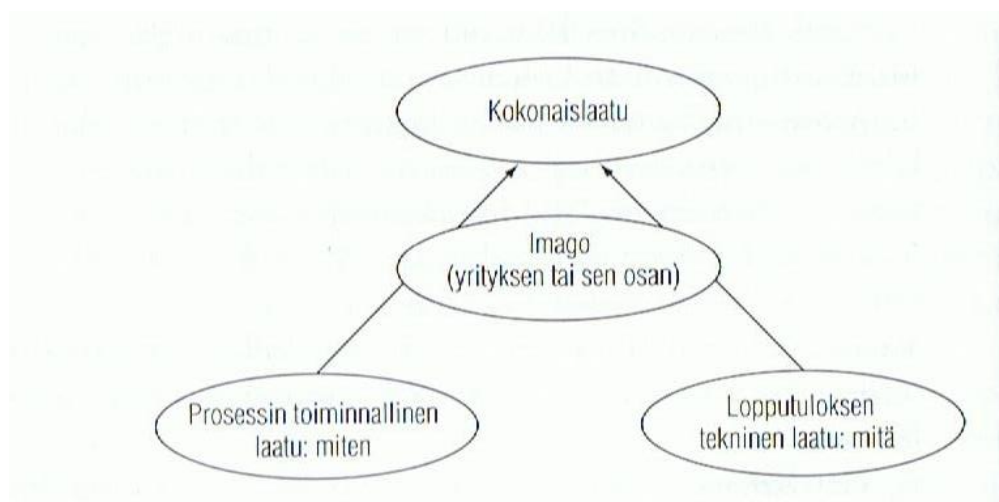 Kokonaislaatu
Imago
(yrityksen tai sen osan)
Prosessin toiminnallinen
laatu: miten
Lopputuloksen
tekninen laatu: mitä